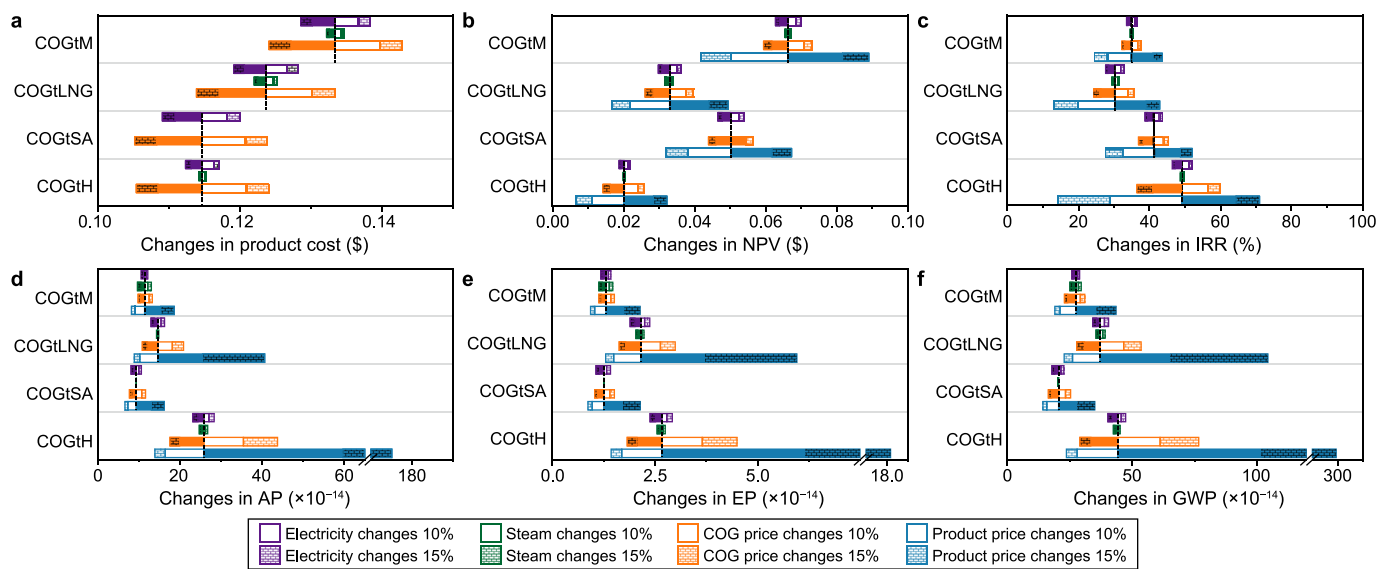 a
COGtM
COGtLNG
COGtSA
COGtH
0.10 0.12 0.14
Changes in product cost ($)
b
COGtM
COGtLNG
COGtSA
COGtH
0 0.02 0.04 0.06 0.08 0.10
Changes in NPV ($)
c
COGtM
COGtLNG
COGtSA
COGtH
0 20 40 60 80 100
Changes in IRR (%)
d
COGtM
COGtLNG
COGtSA
COGtH
0 20 40 60 180
Changes in AP (×10⁻¹⁴)
e
COGtM
COGtLNG
COGtSA
COGtH
0.0 2.5 5.0 18.0
Changes in EP (×10⁻¹⁴)
f
COGtM
COGtLNG
COGtSA
COGtH
0 50 100 300
Changes in GWP (×10⁻¹⁴)
Electricity changes 10% Steam changes 10% COG price changes 10% Product price changes 10%
Electricity changes 15% Steam changes 15% COG price changes 15% Product price changes 15%